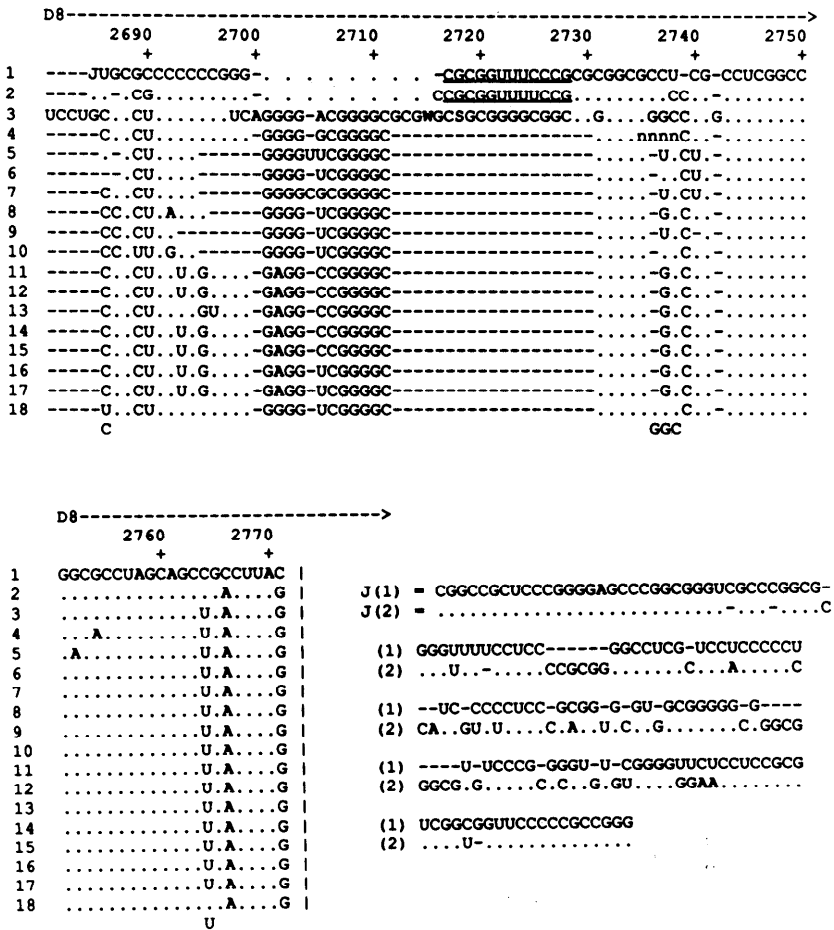 D8---------------------------------------------------------------------->
2690 2700 2710 2720 2730 2740 2750
+ + + + + + +
1 -----JUGCGCCCCCCCGGG-. . . . . . . . -CGCGGUUUCCCGCGCGGCGCCU-CG-CCUCGGCC
2 ..-.CG CCGCGGUUUUCCG.........CC..-........
3 UCCUGC..CU.......UCAGGGG-ACGGGGCGCGWGCSGCGGGGCGGC..G....GGCC..G........
4 -----C..CU....------GGGG-GCGGGGC-------------------....nnnnC..-........
5 -----.-.CU....------GGGGUUCGGGGC-------------------.....-U.CU.-........
6 -------.CU....------GGGG-UCGGGGC-------------------.....-..CU.-........
7 -----C..CU....------GGGGCGCGGGGC-------------------.....-U.CU.-........
8 -----CC.CU.A...-----GGGG-UCGGGGC-------------------.....-G.C..-........
9 -----CC.CU..--------GGGG-UCGGGGC-------------------.....-U.C.-.........
10 -----CC.UU.G..------GGGG-UCGGGGC-------------------.....-..C..-........
11 -----C..CU..U.G....-GAGG-CCGGGGC-------------------.....-G.C..-........
12 -----C..CU..U.G....-GAGG-CCGGGGC-------------------.....-G.C..-........
13 -----C..CU....GU...-GAGG-CCGGGGC-------------------.....-G.C..-........
14 -----C..CU..U.G....-GAGG-CCGGGGC-------------------.....-G.C..-........
15 -----C..CU..U.G....-GAGG-CCGGGGC-------------------.....-G.C..-........
16 -----C..CU..U.G....-GAGG-UCGGGGC-------------------.....-G.C..-........
17 -----C..CU..U.G....-GAGG-UCGGGGC-------------------.....-G.C..-........
18 -----U..CU.........-GGGG-UCGGGGC-------------------........C..-........
C GGC
D8---------------------------->
2760 2770
+ +
1 GGCGCCUAGCAGCCGCCUUAC |
2 ...............A....G |
3 .............U.A....G |
4 ...A.........U.A....G |
5 .A...........U.A....G |
6 .............U.A....G |
7 .............U.A....G |
8 .............U.A....G |
9 .............U.A....G |
10 .............U.A....G |
11 .............U.A....G |
12 .............U.A....G |
13 .............U.A....G |
14 .............U.A....G |
15 .............U.A....G |
16 .............U.A....G |
17 .............U.A....G |
18 ...............A....G |
U
J(1) = CGGCCGCUCCCGGGGAGCCCGGCGGGUCGCCCGGCG-
J(2) = ...........................-...-....C
(1) GGGUUUUCCUCC------GGCCUCG-UCCUCCCCCU
(2) ...U..-.....CCGCGG.......C...A.....C
(1) --UC-CCCCUCC-GCGG-G-GU-GCGGGGG-G----
(2) CA..GU.U....C.A..U.C..G......C.GGCG
(1) ----U-UCCCG-GGGU-U-CGGGGUUCUCCUCCGCG
(2) GGCG.G.....C.C..G.GU.....GGAA........
(1) UCGGCGGUUCCCCCGCCGGG
(2) ....U-..............